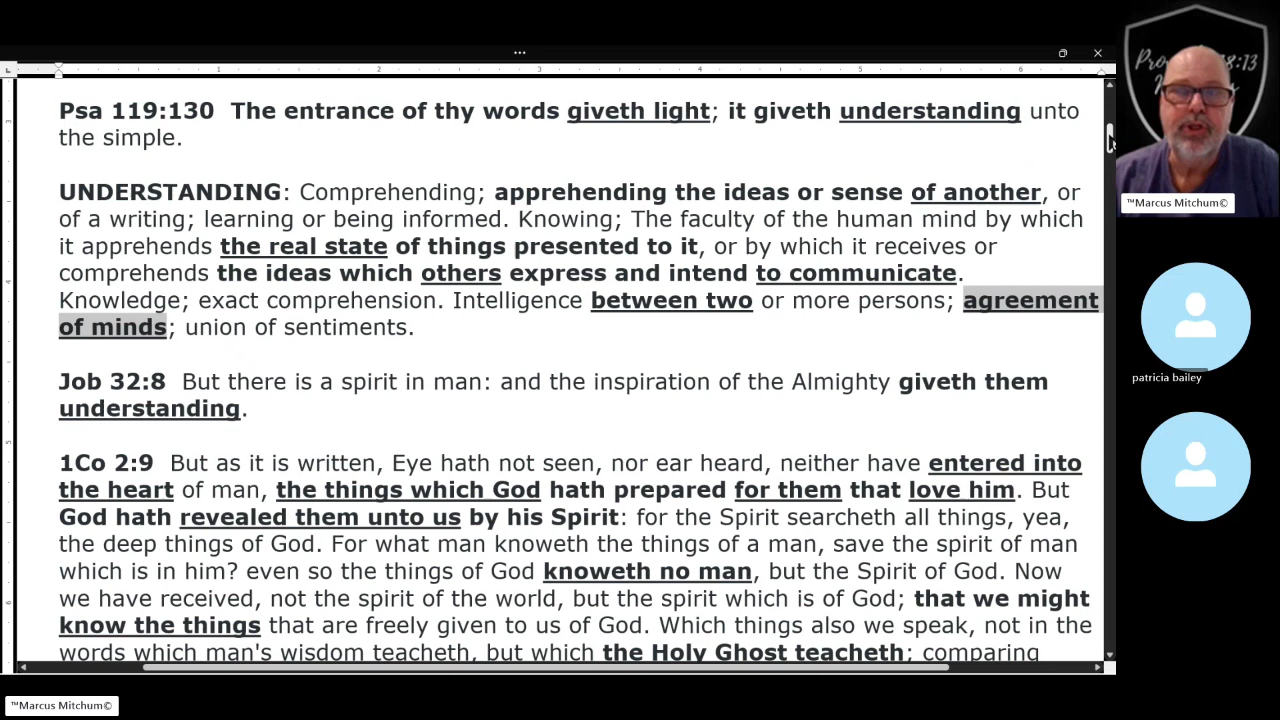 Psa 119:130  The entrance of thy words giveth light; it giveth understanding unto
the simple.
UNDERSTANDING: Comprehending; apprehending the ideas or sense of another, or
of a writing; learning or being informed. Knowing; The faculty of the human mind by which
it apprehends the real state of things presented to it, or by which it receives or
comprehends the ideas which others express and intend to communicate.
Knowledge; exact comprehension. Intelligence between two or more persons; agreement
of minds; union of sentiments.
Job 32:8  But there is a spirit in man: and the inspiration of the Almighty giveth them
understanding.
1Co 2:9  But as it is written, Eye hath not seen, nor ear heard, neither have entered into
the heart of man, the things which God hath prepared for them that love him. But
God hath revealed them unto us by his Spirit: for the Spirit searcheth all things, yea,
the deep things of God. For what man knoweth the things of a man, save the spirit of man
which is in him? even so the things of God knoweth no man, but the Spirit of God. Now
we have received, not the spirit of the world, but the spirit which is of God; that we might
know the things that are freely given to us of God. Which things also we speak, not in the
words which man's wisdom teacheth, but which the Holy Ghost teacheth; comparing
1 2 3 4 5 6
3
4
5
6
8:13
™Marcus Mitchum©
patricia bailey
™Marcus Mitchum©